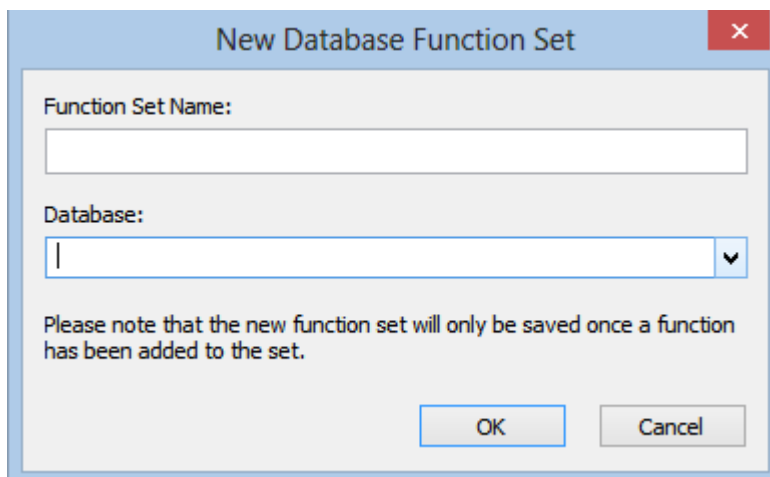 New Database Function Set
Function Set Name:
Database:
Please note that the new function set will only be saved once a function
has been added to the set.
OK
Cancel